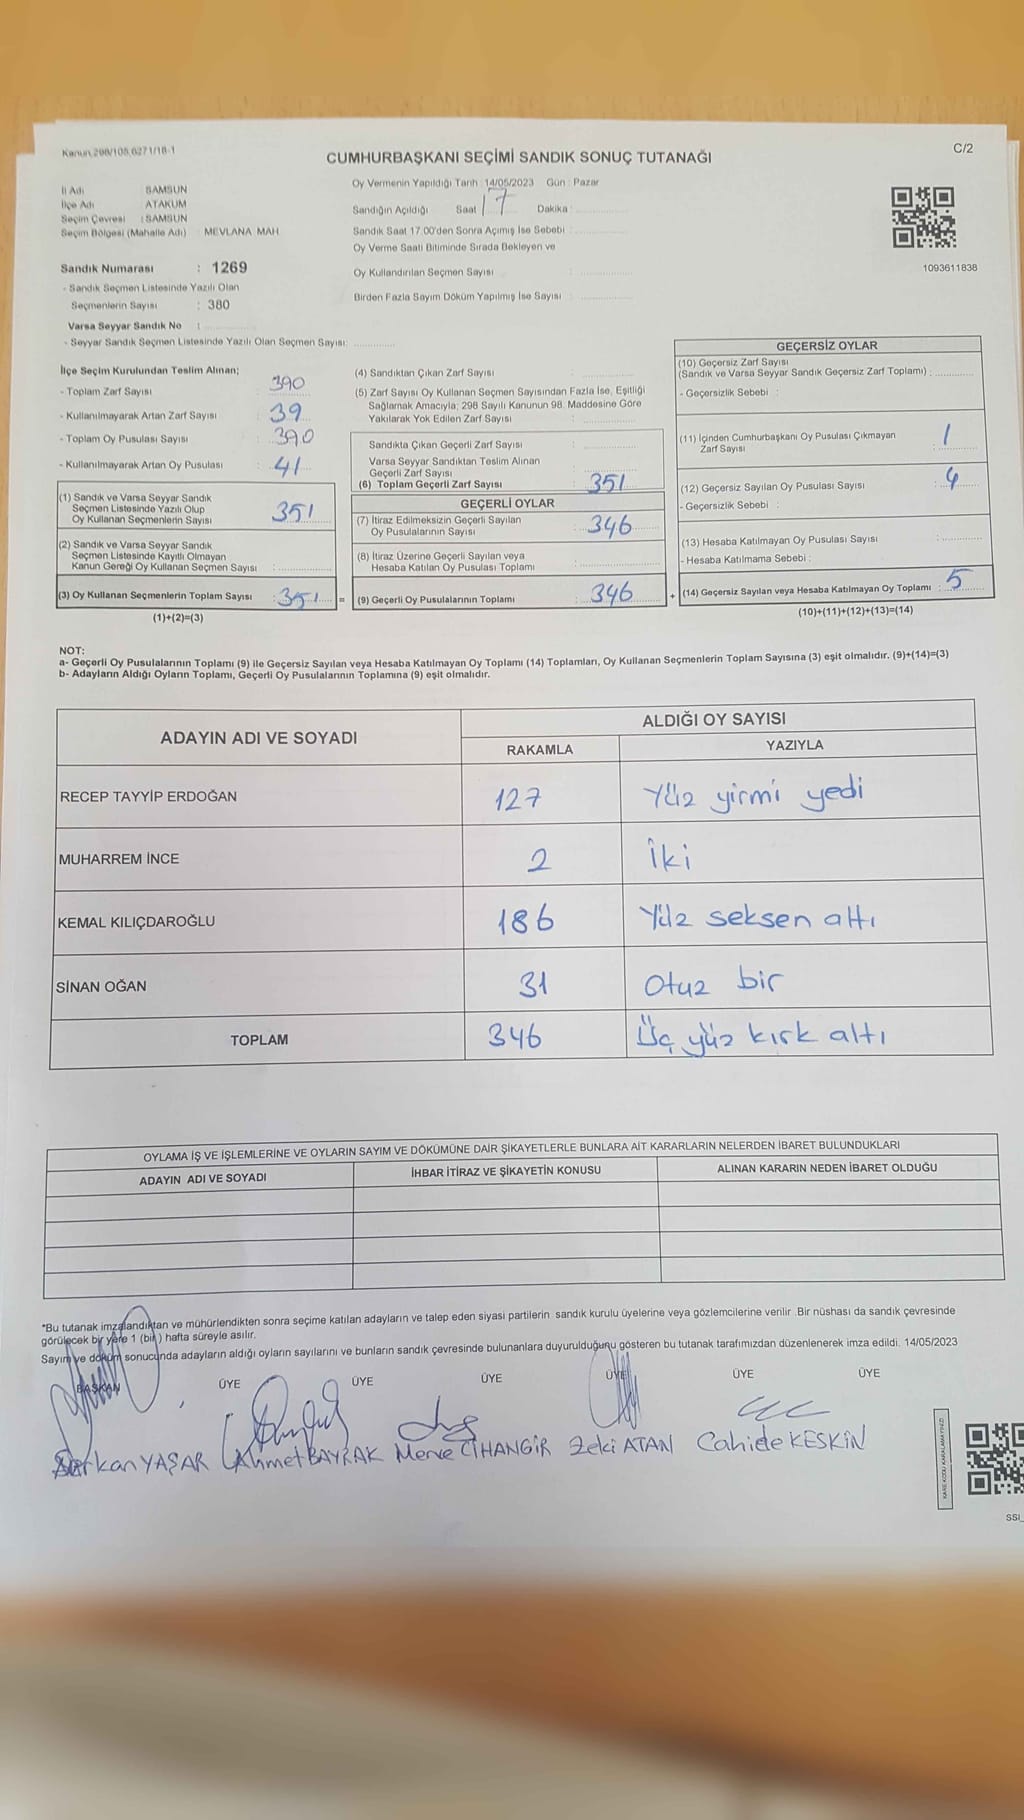 Kanun 298/105,6271/18-1
C/2
CUMHURBAŞKANI SEÇİMİ SANDIK SONUÇ TUTANAĞI
İl Adı SAMSUN
İlçe Adı ATAKUM
Seçim Çevresi : SAMSUN
Seçim Bölgesi (Mahalle Adı) : MEVLANA MAH
Sandık Numarası : 1269
- Sandık Seçmen Listesinde Yazılı Olan
Seçmenlerin Sayısı : 380
Varsa Seyyar Sandık No :
- Seyyar Sandık Seçmen Listesinde Yazılı Olan Seçmen Sayısı:
Oy Vermenin Yapıldığı Tarih : 14/05/2023 Gün : Pazar
Sandığın Açıldığı Saat 17 Dakika :
Sandık Saat 17.00'den Sonra Açımış İse Sebebi :
Oy Verme Saati Bitiminde Sırada Bekleyen ve
Oy Kullandırılan Seçmen Sayısı :
Birden Fazla Sayım Döküm Yapılmış İse Sayısı :
1093611838
İlçe Seçim Kurulundan Teslim Alınan;
- Toplam Zarf Sayısı : 390
- Kullanılmayarak Artan Zarf Sayısı : 39
- Toplam Oy Pusulası Sayısı : 390
- Kullanılmayarak Artan Oy Pusulası : 41
(1) Sandık ve Varsa Seyyar Sandık
Seçmen Listesinde Yazılı Olup
Oy Kullanan Seçmenlerin Sayısı : 351
(2) Sandık ve Varsa Seyyar Sandık
Seçmen Listesinde Kayıtlı Olmayan
Kanun Gereği Oy Kullanan Seçmen Sayısı :
(3) Oy Kullanan Seçmenlerin Toplam Sayısı : 351 =
(1)+(2)=(3)
(4) Sandıktan Çıkan Zarf Sayısı :
(5) Zarf Sayısı Oy Kullanan Seçmen Sayısından Fazla İse, Eşitliği
Sağlamak Amacıyla; 298 Sayılı Kanunun 98. Maddesine Göre
Yakılarak Yok Edilen Zarf Sayısı :
Sandıkta Çıkan Geçerli Zarf Sayısı :
Varsa Seyyar Sandıktan Teslim Alınan
Geçerli Zarf Sayısı :
(6) Toplam Geçerli Zarf Sayısı : 351
GEÇERLİ OYLAR
(7) İtiraz Edilmeksizin Geçerli Sayılan
Oy Pusulalarının Sayısı : 346
(8) İtiraz Üzerine Geçerli Sayılan veya
Hesaba Katılan Oy Pusulası Toplamı :
(9) Geçerli Oy Pusulalarının Toplamı : 346 +
GEÇERSİZ OYLAR
(10) Geçersiz Zarf Sayısı
(Sandık ve Varsa Seyyar Sandık Geçersiz Zarf Toplamı) :
- Geçersizlik Sebebi :
(11) İçinden Cumhurbaşkanı Oy Pusulası Çıkmayan
Zarf Sayısı : 1
(12) Geçersiz Sayılan Oy Pusulası Sayısı : 4
- Geçersizlik Sebebi :
(13) Hesaba Katılmayan Oy Pusulası Sayısı :
- Hesaba Katılmama Sebebi :
(14) Geçersiz Sayılan veya Hesaba Katılmayan Oy Toplamı : 5
(10)+(11)+(12)+(13)=(14)
NOT:
a- Geçerli Oy Pusulalarının Toplamı (9) ile Geçersiz Sayılan veya Hesaba Katılmayan Oy Toplamı (14) Toplamları, Oy Kullanan Seçmenlerin Toplam Sayısına (3) eşit olmalıdır. (9)+(14)=(3)
b- Adayların Aldığı Oyların Toplamı, Geçerli Oy Pusulalarının Toplamına (9) eşit olmalıdır.
ADAYIN ADI VE SOYADI ALDIĞI OY SAYISI
RAKAMLA YAZIYLA
RECEP TAYYİP ERDOĞAN 127 Yüz yirmi yedi
MUHARREM İNCE 2 İki
KEMAL KILIÇDAROĞLU 186 Yüz seksen altı
SİNAN OĞAN 31 Otuz bir
TOPLAM 346 Üç yüz kırk altı
OYLAMA İŞ VE İŞLEMLERİNE VE OYLARIN SAYIM VE DÖKÜMÜNE DAİR ŞİKAYETLERLE BUNLARA AİT KARARLARIN NELERDEN İBARET BULUNDUKLARI
ADAYIN ADI VE SOYADI İHBAR İTİRAZ VE ŞİKAYETİN KONUSU ALINAN KARARIN NEDEN İBARET OLDUĞU
*Bu tutanak imzalandıktan ve mühürlendikten sonra seçime katılan adayların ve talep eden siyasi partilerin sandık kurulu üyelerine veya gözlemcilerine verilir .Bir nüshası da sandık çevresinde
görülecek bir yere 1 (bir) hafta süreyle asılır.
Sayım ve döküm sonucunda adayların aldığı oyların sayılarını ve bunların sandık çevresinde bulunanlara duyurulduğunu gösteren bu tutanak tarafımızdan düzenlenerek imza edildi. 14/05/2023
BAŞKAN ÜYE ÜYE ÜYE ÜYE ÜYE ÜYE
Serkan YAŞAR Ahmet BAYRAK Merve CİHANGİR Zeki ATAN Cahide KESKİN
KARE KODU KARALAMAYINIZ!
SSI_